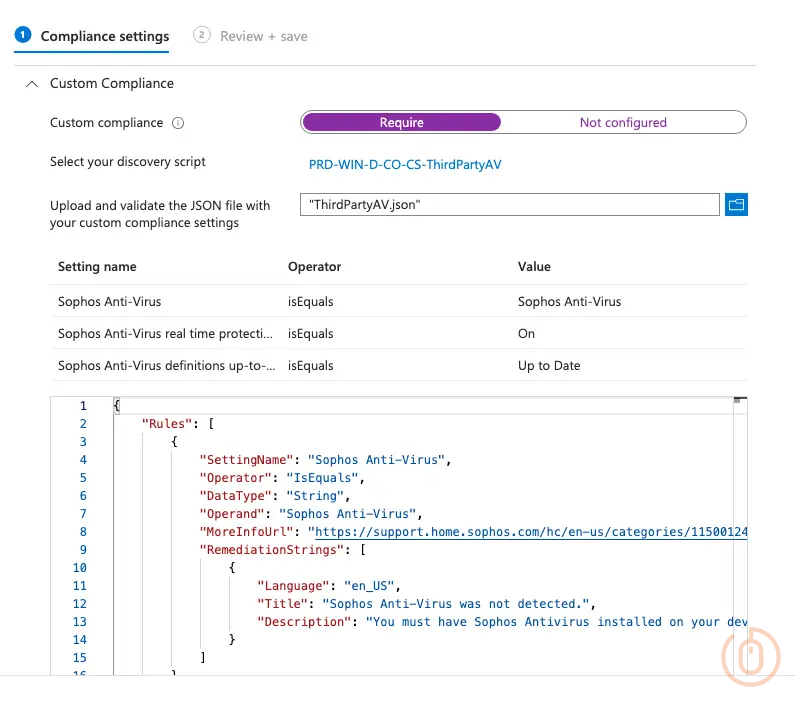 1 Compliance settings 2 Review + save
Custom Compliance
Custom compliance Require Not configured
Select your discovery script PRD-WIN-D-CO-CS-ThirdPartyAV
Upload and validate the JSON file with "ThirdPartyAV.json"
your custom compliance settings
Setting name Operator Value
Sophos Anti-Virus isEquals Sophos Anti-Virus
Sophos Anti-Virus real time protecti... isEquals On
Sophos Anti-Virus definitions up-to-... isEquals Up to Date
1 {
2 "Rules": [
3 {
4 "SettingName": "Sophos Anti-Virus",
5 "Operator": "IsEquals",
6 "DataType": "String",
7 "Operand": "Sophos Anti-Virus",
8 "MoreInfoUrl": "https://support.home.sophos.com/hc/en-us/categories/11500124
9 "RemediationStrings": [
10 {
11 "Language": "en_US",
12 "Title": "Sophos Anti-Virus was not detected.",
13 "Description": "You must have Sophos Antivirus installed on your dev
14 }
15 ]
16 }